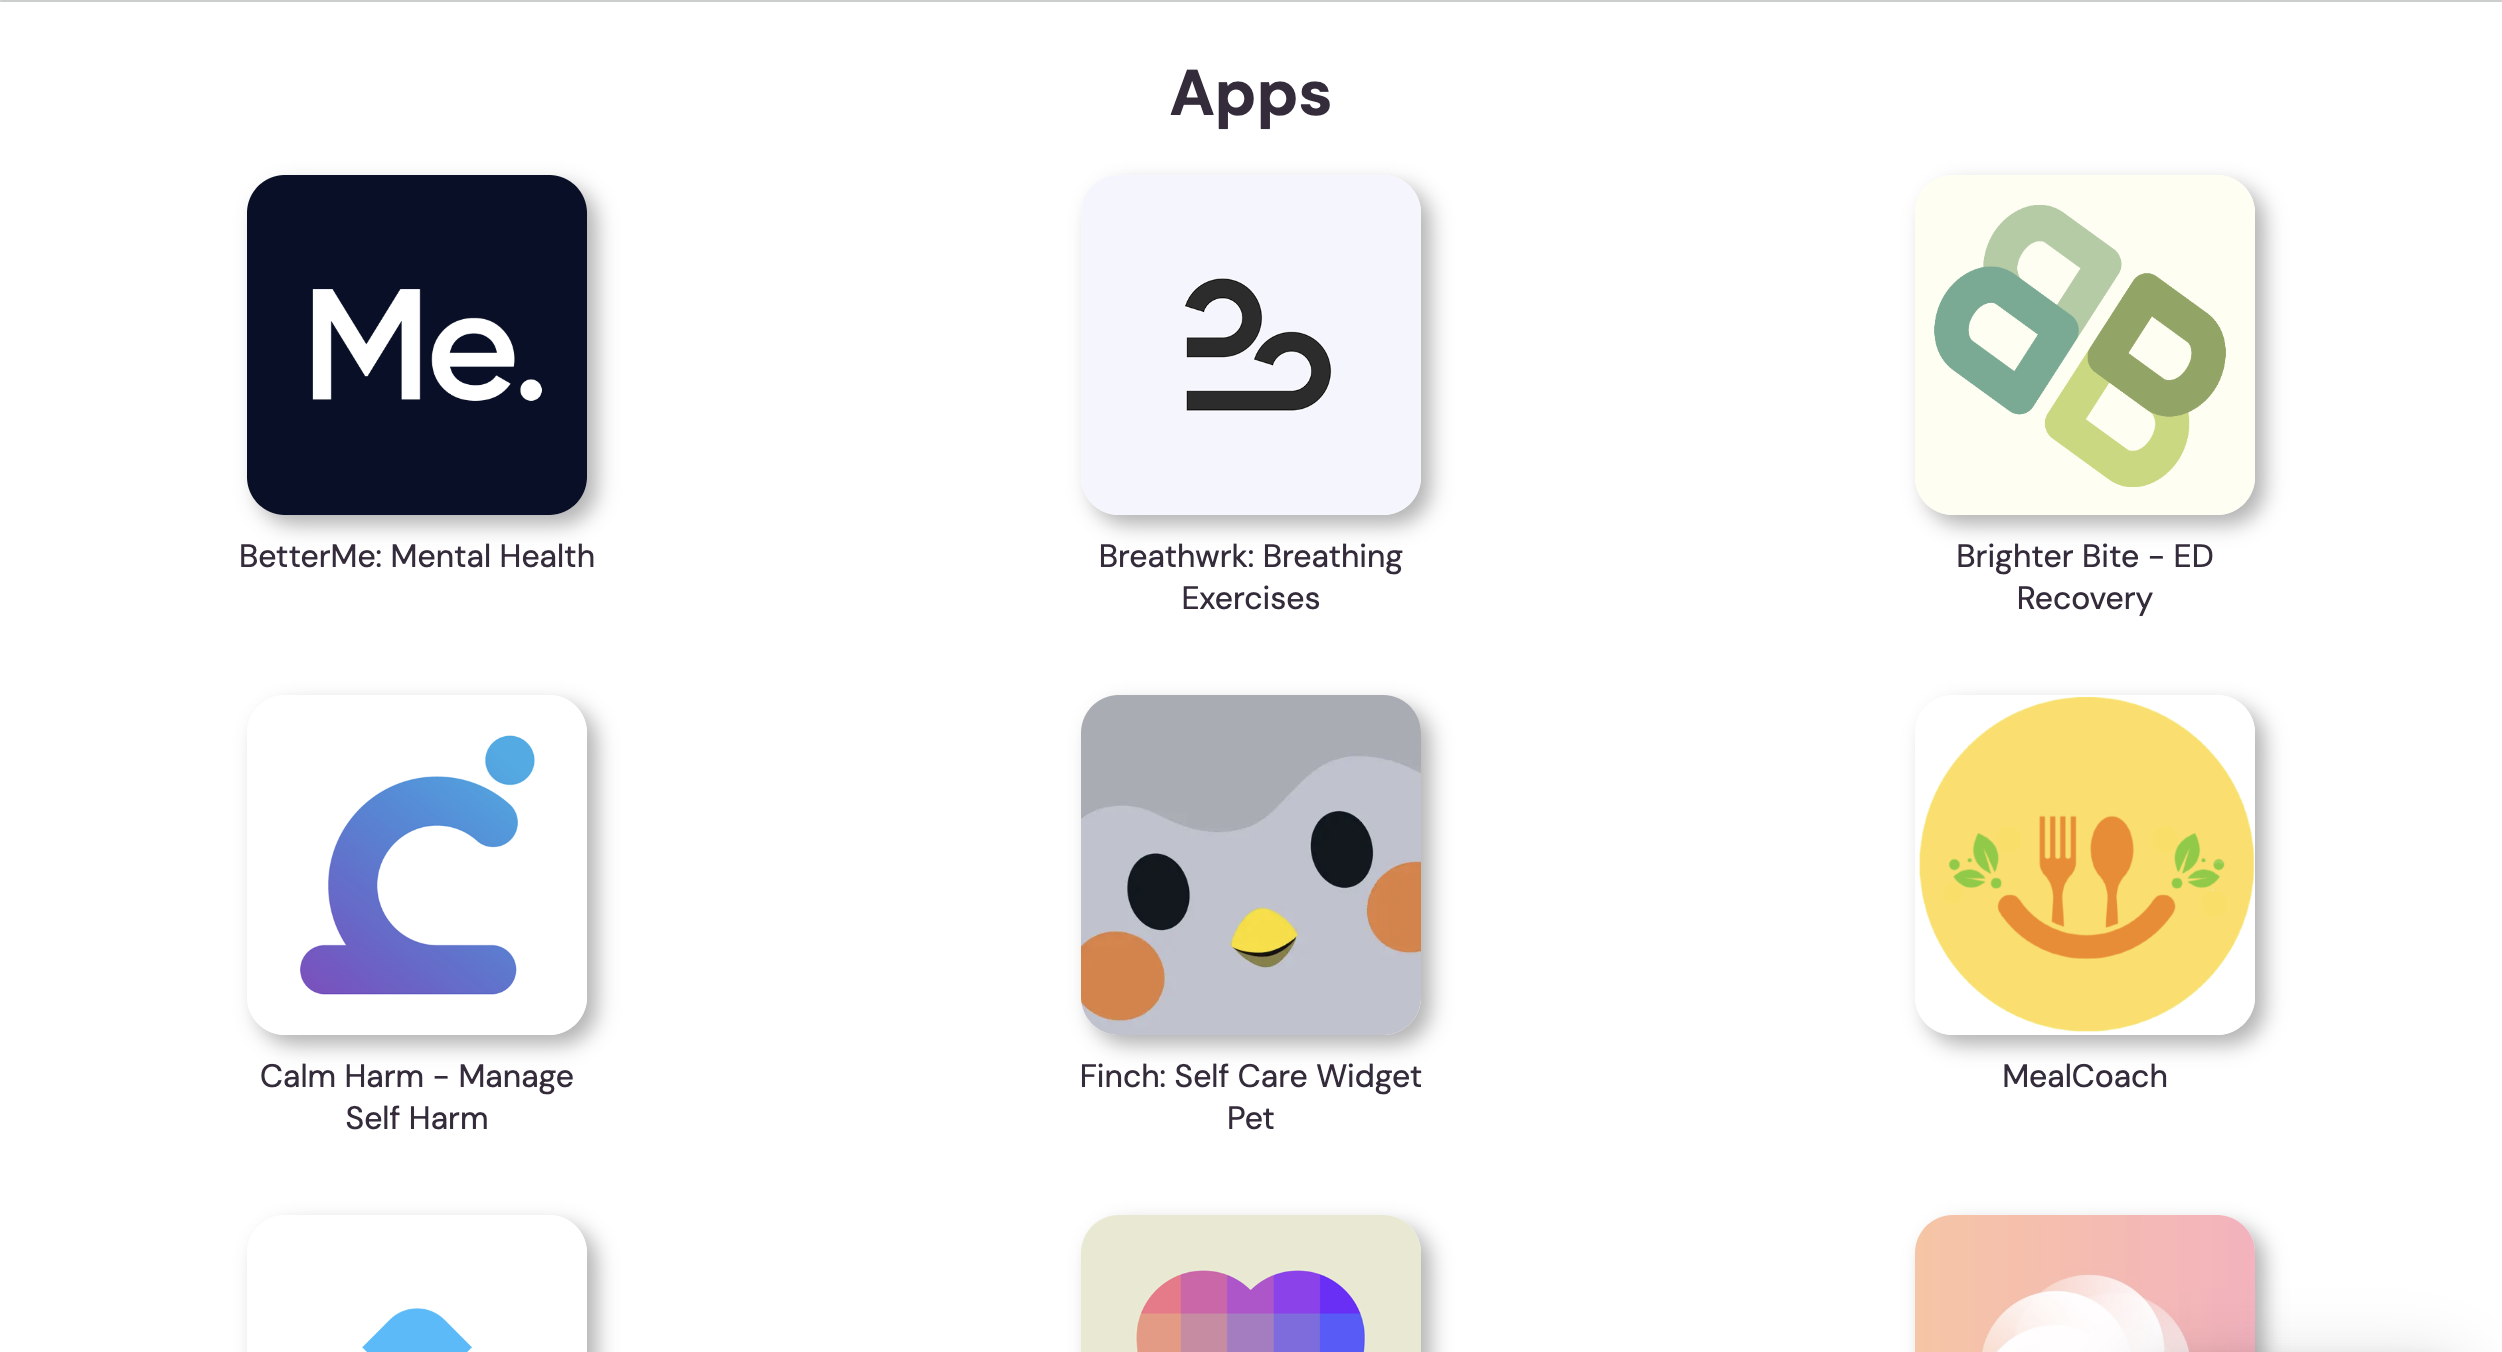 Apps
Me.
BetterMe: Mental Health
Breathwrk: Breathing
Exercises
Brighter Bite - ED
Recovery
Calm Harm - Manage
Self Harm
Finch: Self Care Widget
Pet
MealCoach